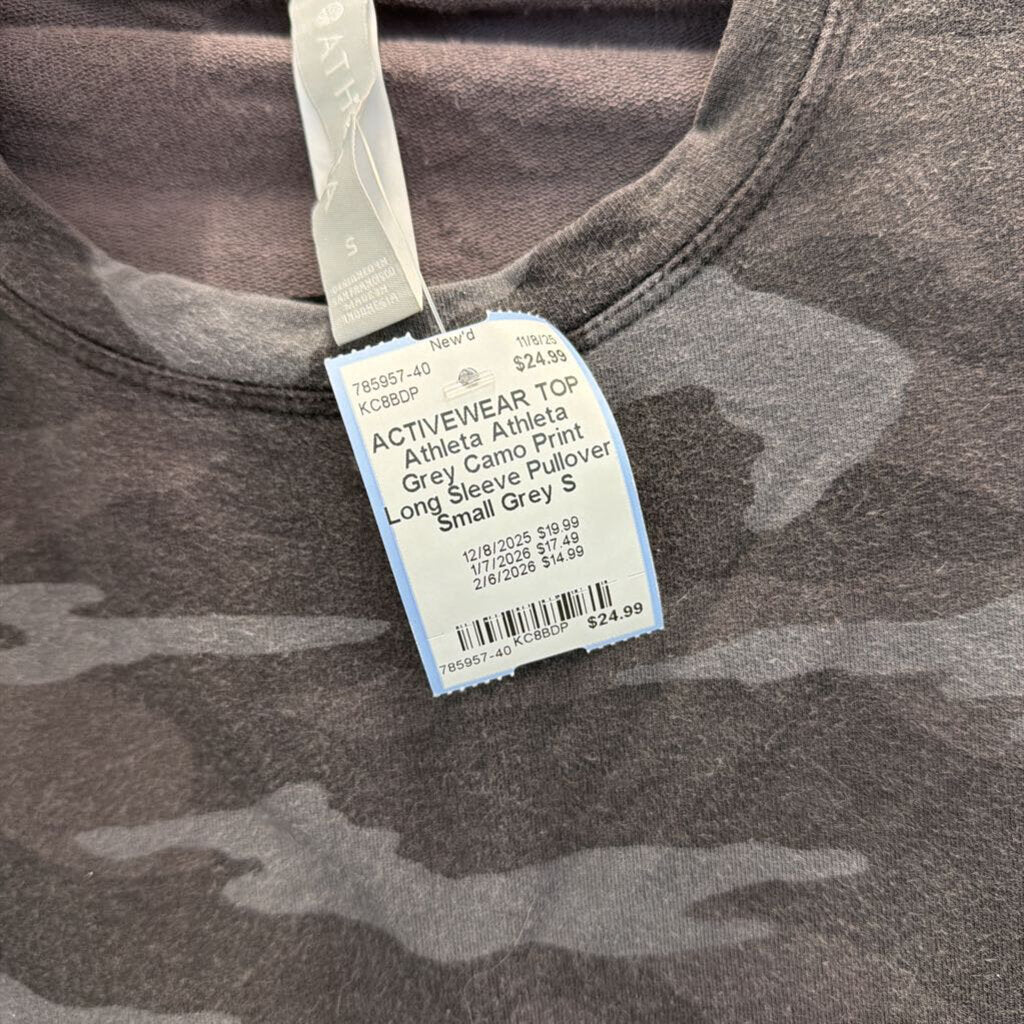 ATHLETA
S
New'd
785957-40
11/8/25
KC8BDP
$24.99
ACTIVEWEAR TOP
Athleta Athleta
Grey Camo Print
Long Sleeve Pullover
Small Grey S
12/8/2025 $19.99
1/7/2026 $17.49
2/6/2026 $14.99
785957-40 KC8BDP $24.99